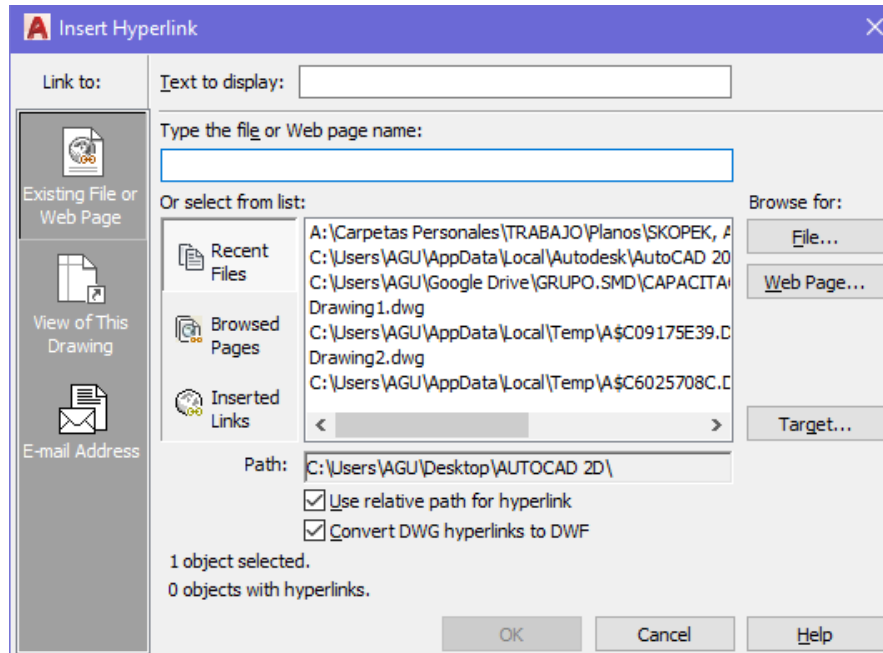 Insert Hyperlink
Link to:
Text to display:
Existing File or
Web Page
View of This
Drawing
E-mail Address
Type the file or Web page name:
Or select from list:
Recent
Files
Browsed
Pages
Inserted
Links
A:\Carpetas Personales\TRABAJO\Planos\SKOPEK, A
C:\Users\AGU\AppData\Local\Autodesk\AutoCAD 20
C:\Users\AGU\Google Drive\GRUPO.SMD\CAPACITA
Drawing1.dwg
C:\Users\AGU\AppData\Local\Temp\A$C09175E39.D
Drawing2.dwg
C:\Users\AGU\AppData\Local\Temp\A$C6025708C.D
Browse for:
File...
Web Page...
Target...
Path:
C:\Users\AGU\Desktop\AUTOCAD 2D\
Use relative path for hyperlink
Convert DWG hyperlinks to DWF
1 object selected.
0 objects with hyperlinks.
OK
Cancel
Help